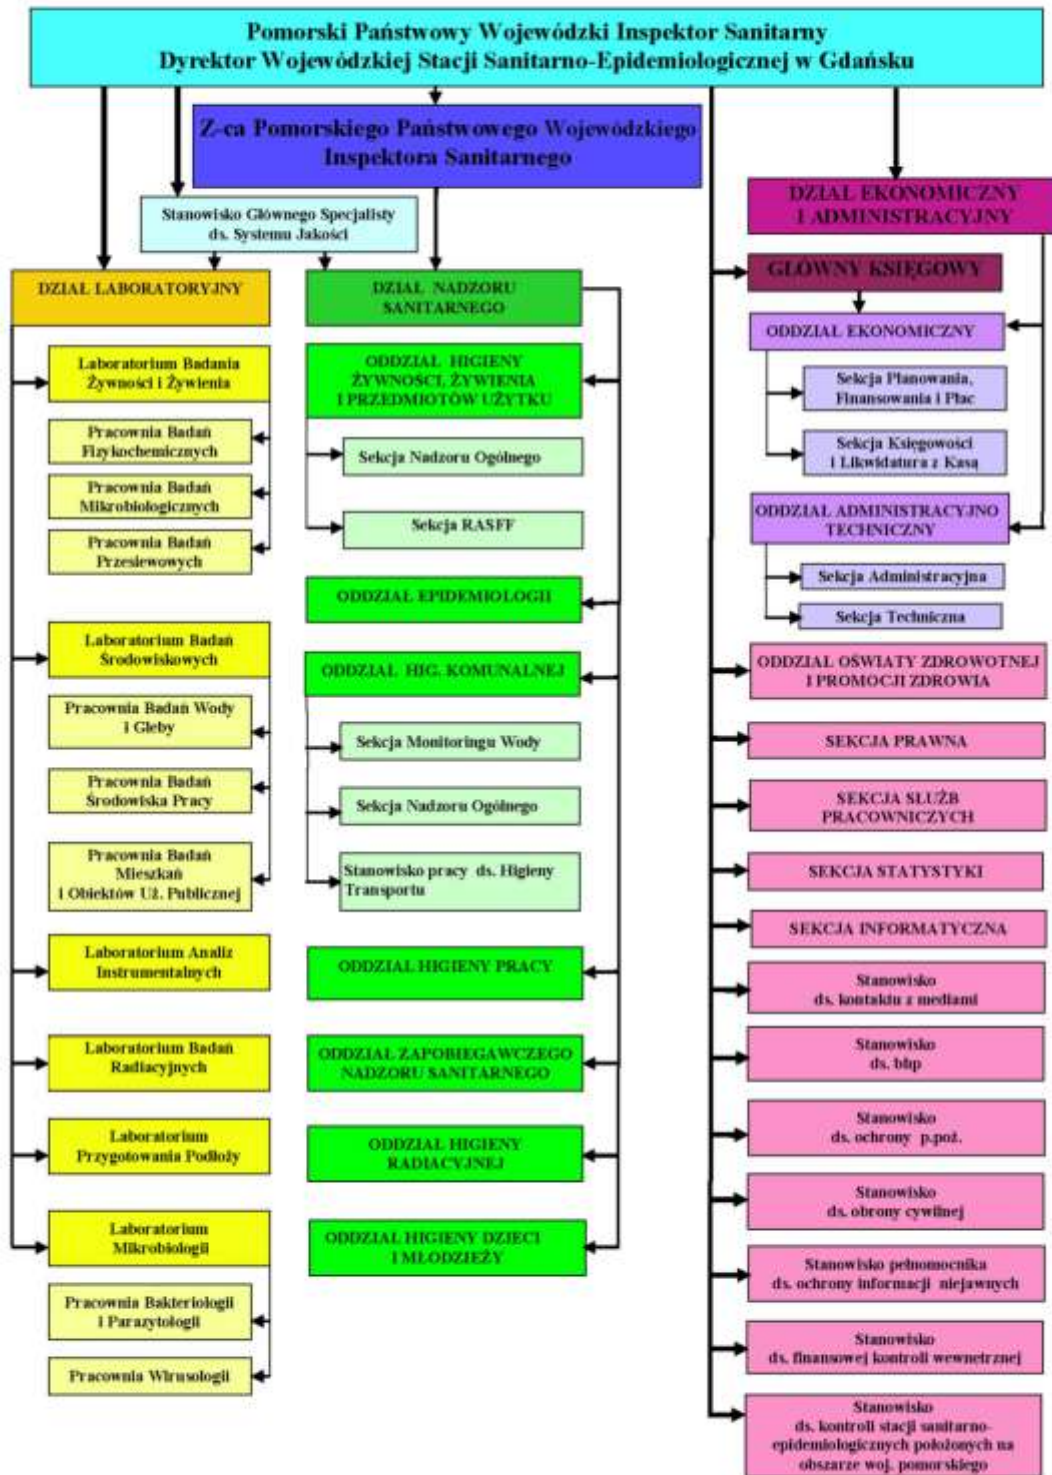 Pomorski Państwowy Wojewódzki Inspektor Sanitarny
Dyrektor Wojewódzkiej Stacji Sanitarno-Epidemiologicznej w Gdańsku
Z-ca Pomorskiego Państwowego Wojewódzkiego
Inspektora Sanitarnego
Stanowisko Głównego Specjalisty
ds. Systemu Jakości
DZIAŁ LABORATORYJNY
Laboratorium Badania
Żywności i Żywienia
Pracownia Badań
Fizykochemicznych
Pracownia Badań
Mikrobiologicznych
Pracownia Badań
Przesiewowych
Laboratorium Badań
Środowiskowych
Pracownia Badań Wody
i Gleby
Pracownia Badań
Środowiska Pracy
Pracownia Badań
Mieszkań
i Obiektów Uż. Publicznej
Laboratorium Analiz
Instrumentalnych
Laboratorium Badań
Radiacyjnych
Laboratorium
Przygotowania Podłoży
Laboratorium
Mikrobiologii
Pracownia Bakteriologii
i Parazytologii
Pracownia Wirusologii
DZIAŁ NADZORU
SANITARNEGO
ODDZIAŁ HIGIENY
ŻYWNOŚCI, ŻYWIENIA
I PRZEDMIOTÓW UŻYTKU
Sekcja Nadzoru Ogólnego
Sekcja RASFF
ODDZIAŁ EPIDEMIOLOGII
ODDZIAŁ HIG. KOMUNALNEJ
Sekcja Monitoringu Wody
Sekcja Nadzoru Ogólnego
Stanowisko pracy ds. Higieny
Transportu
ODDZIAŁ HIGIENY PRACY
ODDZIAŁ ZAPOBIEGAWCZEGO
NADZORU SANITARNEGO
ODDZIAŁ HIGIENY
RADIACYJNEJ
ODDZIAŁ HIGIENY DZIECI
I MŁODZIEŻY
DZIAŁ EKONOMICZNY
I ADMINISTRACYJNY
GŁÓWNY KSIĘGOWY
ODDZIAŁ EKONOMICZNY
Sekcja Planowania,
Finansowania i Płac
Sekcja Księgowości
i Likwidatura z Kasą
ODDZIAŁ ADMINISTRACYJNO
TECHNICZNY
Sekcja Administracyjna
Sekcja Techniczna
ODDZIAŁ OŚWIATY ZDROWOTNEJ
I PROMOCJI ZDROWIA
SEKCJA PRAWNA
SEKCJA SŁUŻB
PRACOWNICZYCH
SEKCJA STATYSTYKI
SEKCJA INFORMATYCZNA
Stanowisko
ds. kontaktu z mediami
Stanowisko
ds. bhp
Stanowisko
ds. ochrony p.poż.
Stanowisko
ds. obrony cywilnej
Stanowisko pełnomocnika
ds. ochrony informacji niejawnych
Stanowisko
ds. finansowej kontroli wewnetrznej
Stanowisko
ds. kontroli stacji sanitarno-
epidemiologicznych położonych na
obszarze woj. pomorskiego